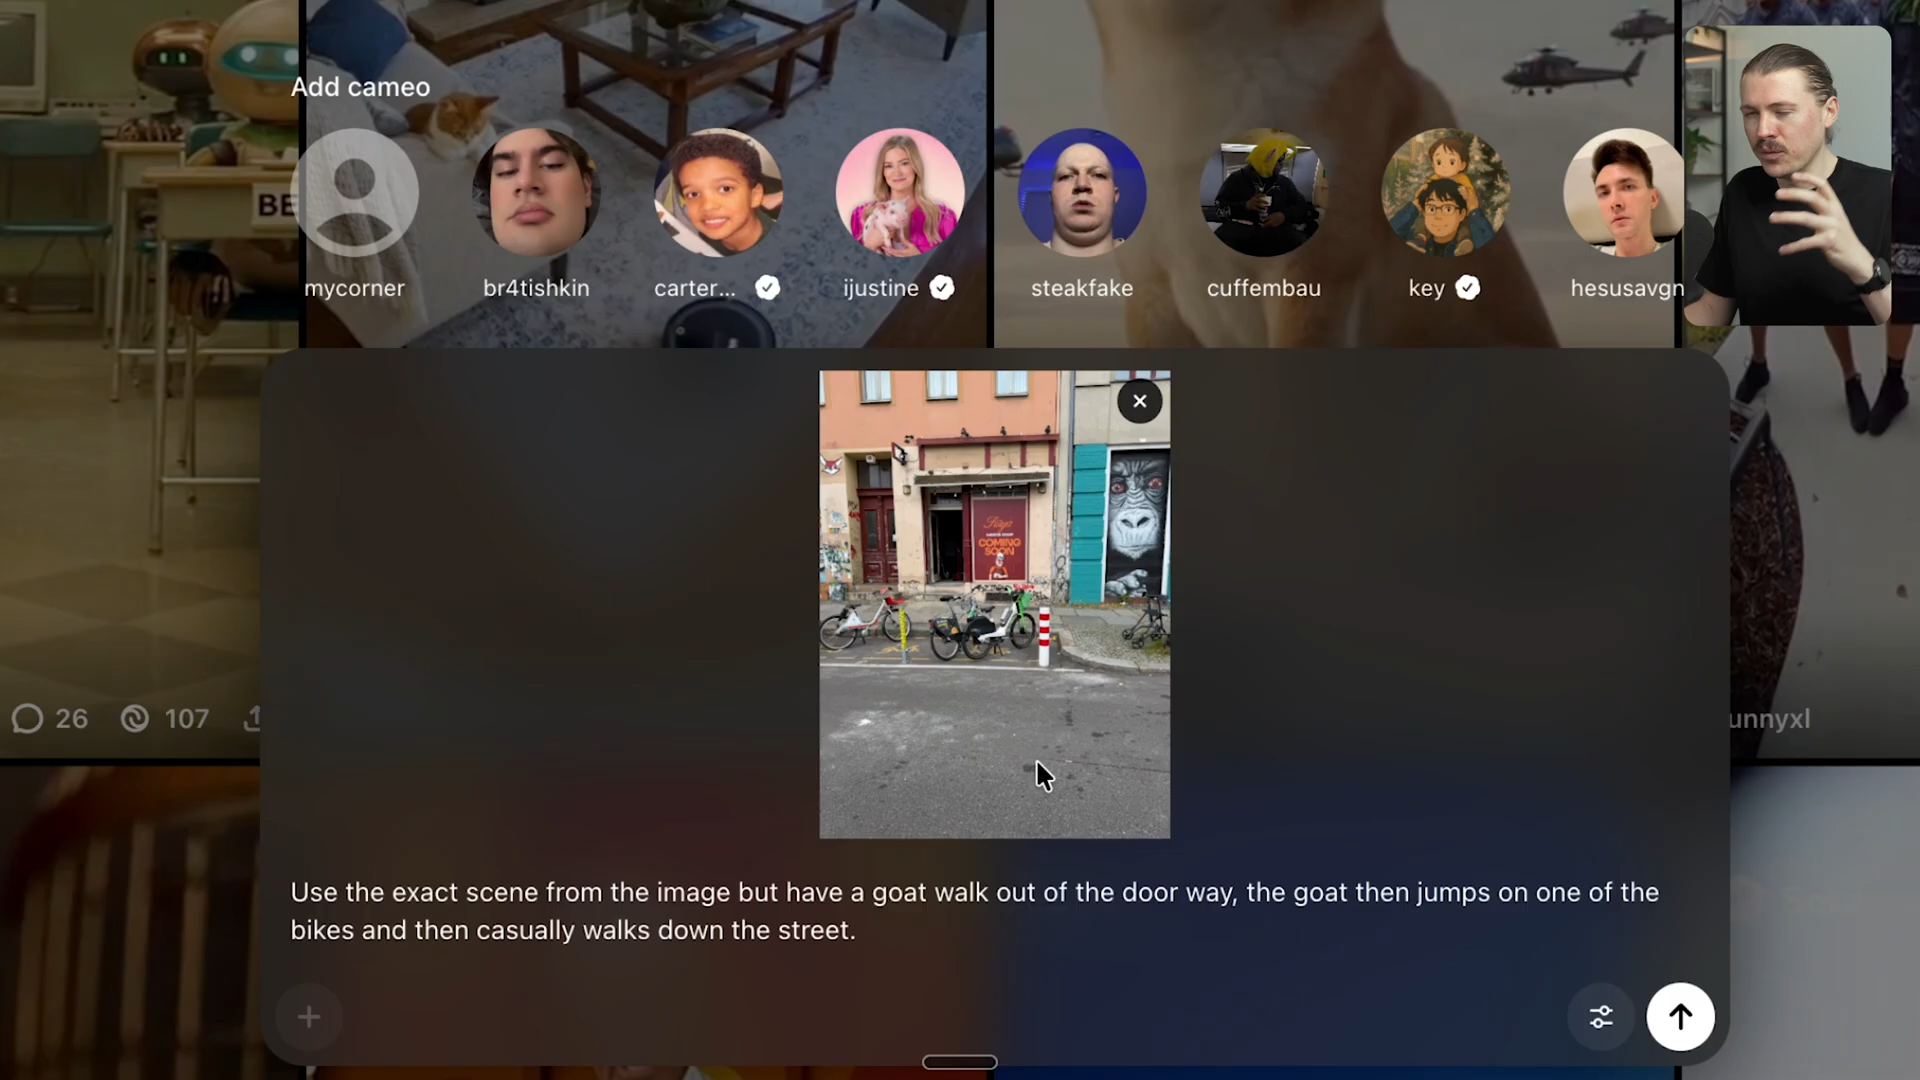 Add cameo
BE
mycorner
br4tishkin
carter...
ijustine
steakfake
cuffembau
key
hesusavgn
COMING
SOON
26
107
unnyxl
Use the exact scene from the image but have a goat walk out of the door way, the goat then jumps on one of the
bikes and then casually walks down the street.